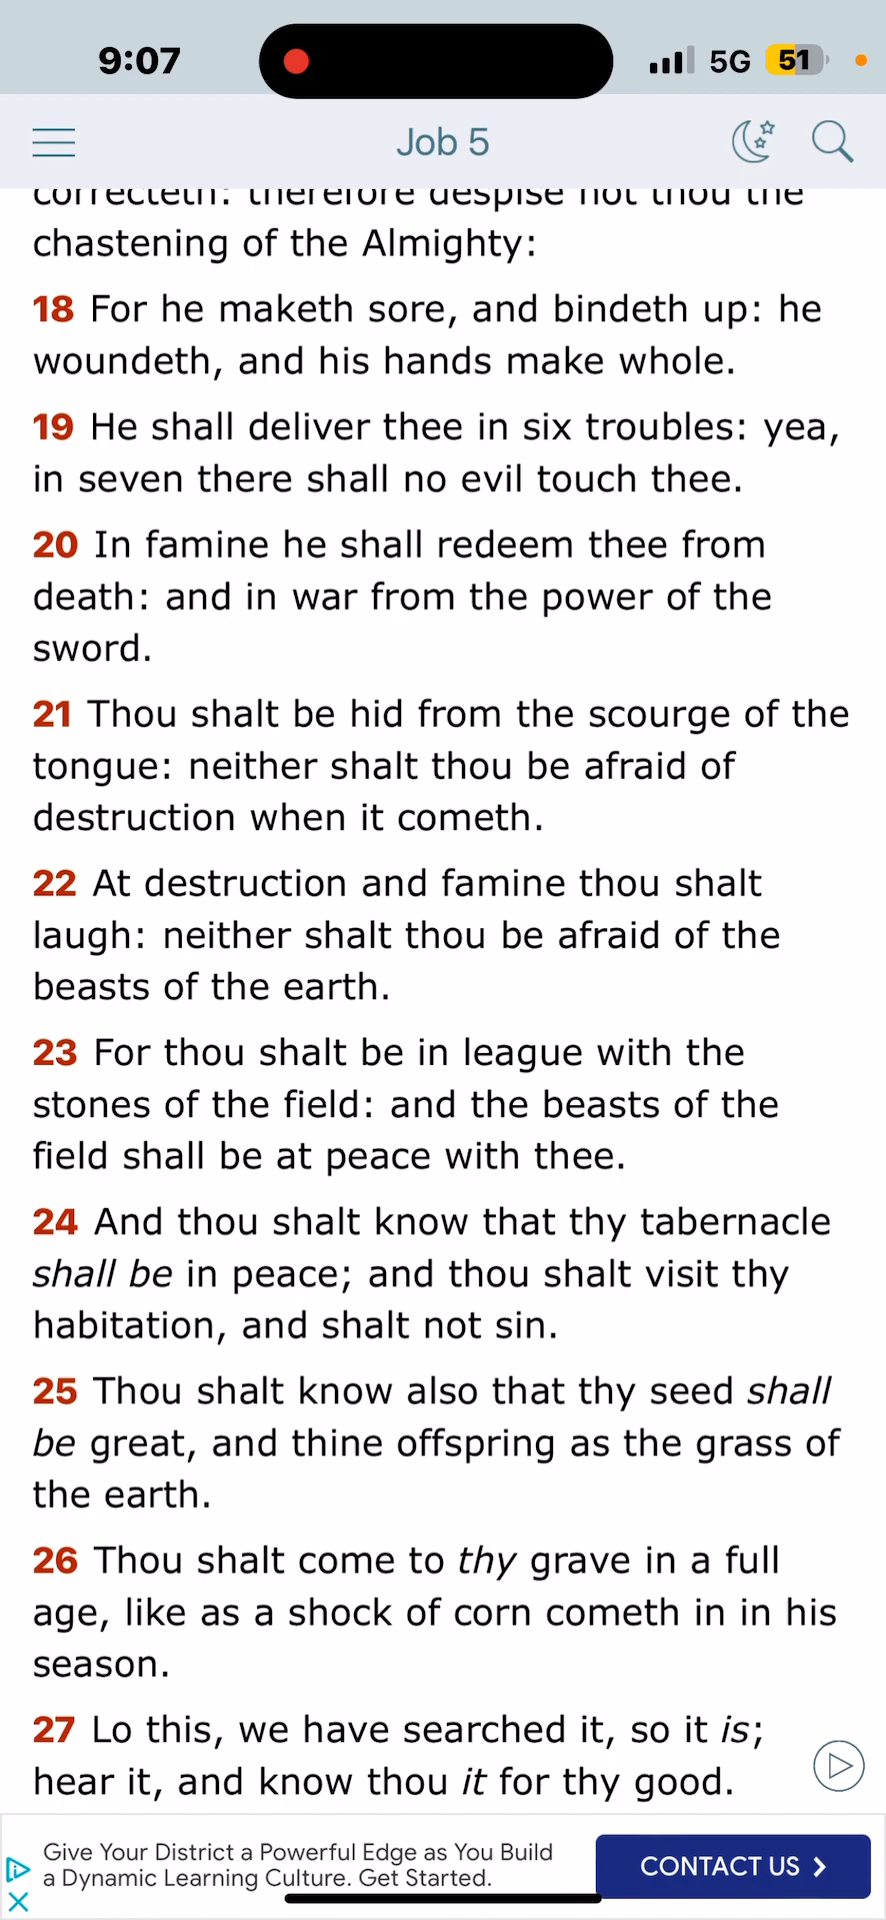 9:07
5G
51
Job 5
correcteth: therefore despise not thou the
chastening of the Almighty:
18 For he maketh sore, and bindeth up: he
woundeth, and his hands make whole.
19 He shall deliver thee in six troubles: yea,
in seven there shall no evil touch thee.
20 In famine he shall redeem thee from
death: and in war from the power of the
sword.
21 Thou shalt be hid from the scourge of the
tongue: neither shalt thou be afraid of
destruction when it cometh.
22 At destruction and famine thou shalt
laugh: neither shalt thou be afraid of the
beasts of the earth.
23 For thou shalt be in league with the
stones of the field: and the beasts of the
field shall be at peace with thee.
24 And thou shalt know that thy tabernacle
shall be in peace; and thou shalt visit thy
habitation, and shalt not sin.
25 Thou shalt know also that thy seed shall
be great, and thine offspring as the grass of
the earth.
26 Thou shalt come to thy grave in a full
age, like as a shock of corn cometh in in his
season.
27 Lo this, we have searched it, so it is;
hear it, and know thou it for thy good.
Give Your District a Powerful Edge as You Build
a Dynamic Learning Culture. Get Started.
CONTACT US